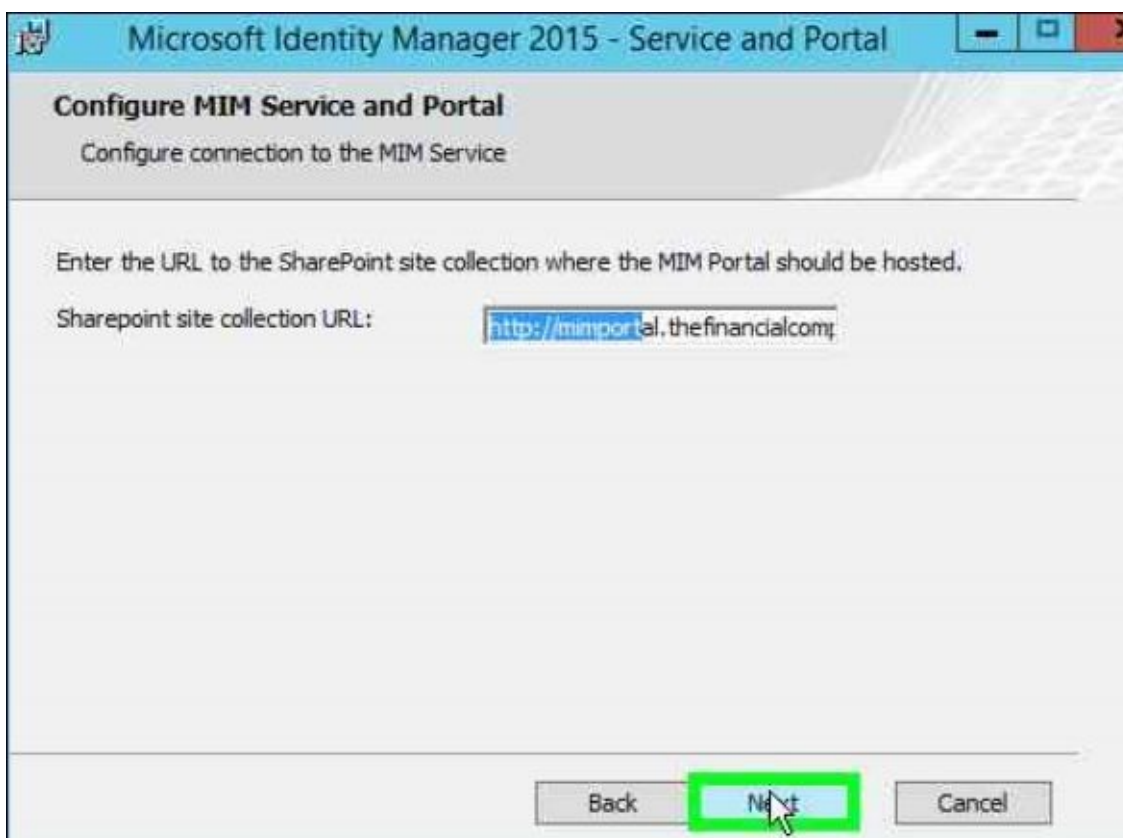 Microsoft Identity Manager 2015 - Service and Portal
Configure MIM Service and Portal
Configure connection to the MIM Service
Enter the URL to the SharePoint site collection where the MIM Portal should be hosted.
Sharepoint site collection URL: http://mimportal.thefinancialcomp
Back Next Cancel